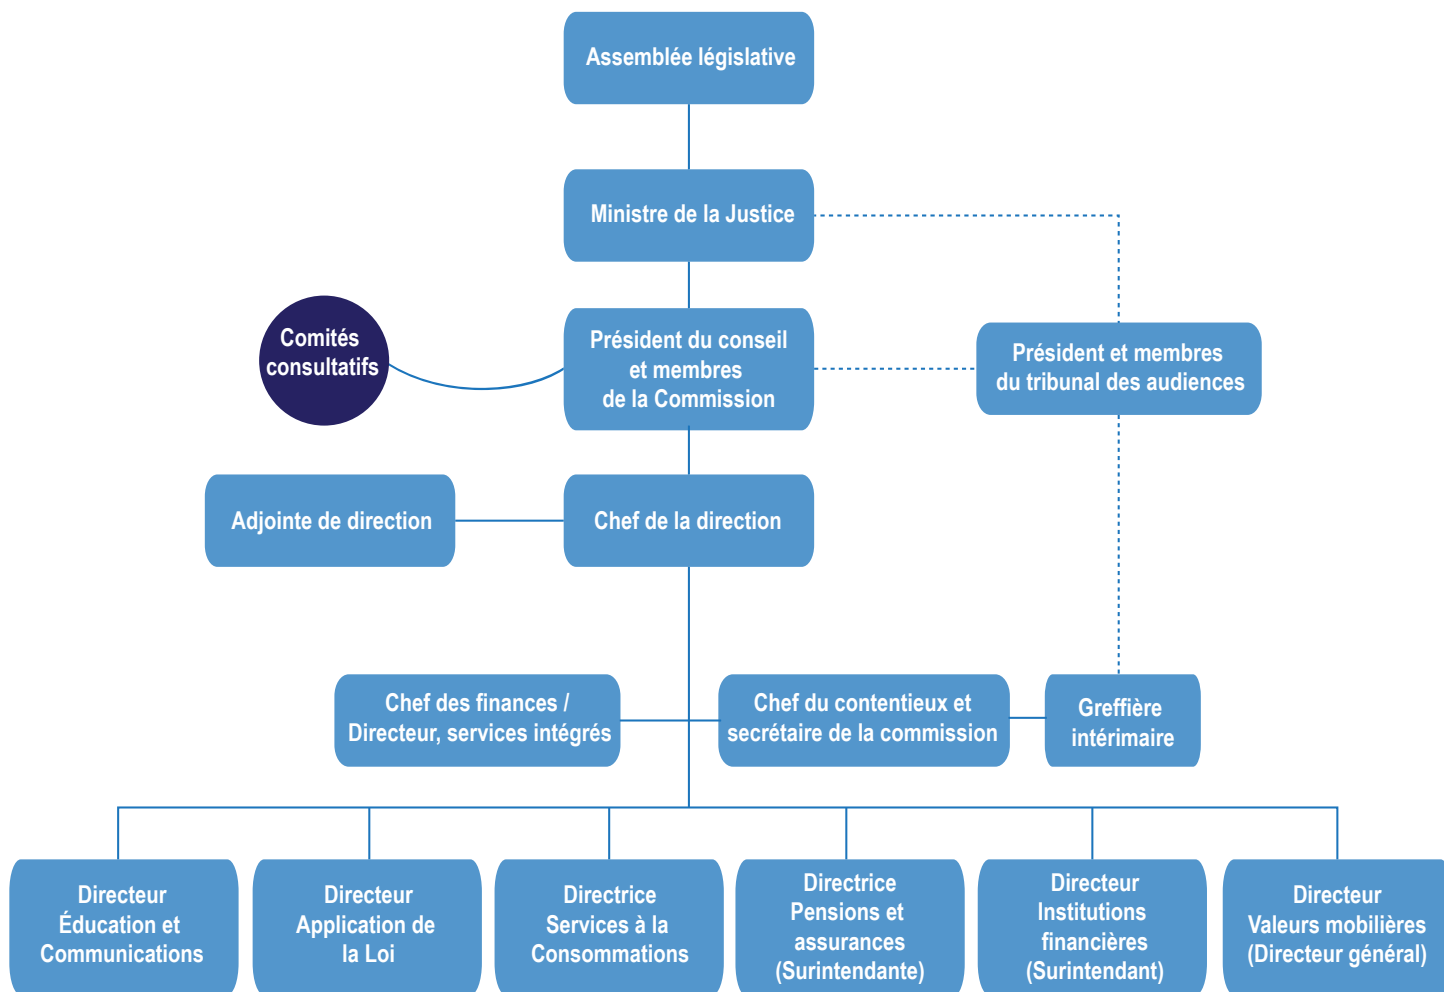 Assemblée législative
Ministre de la Justice
Comités
consultatifs
Président du conseil
et membres
de la Commission
Président et membres
du tribunal des audiences
Adjointe de direction
Chef de la direction
Chef des finances /
Directeur, services intégrés
Chef du contentieux et
secrétaire de la commission
Greffière
intérimaire
Directeur
Éducation et
Communications
Directeur
Application de
la Loi
Directrice
Services à la
Consommations
Directrice
Pensions et
assurances
(Surintendante)
Directeur
Institutions
financières
(Surintendant)
Directeur
Valeurs mobilières
(Directeur général)